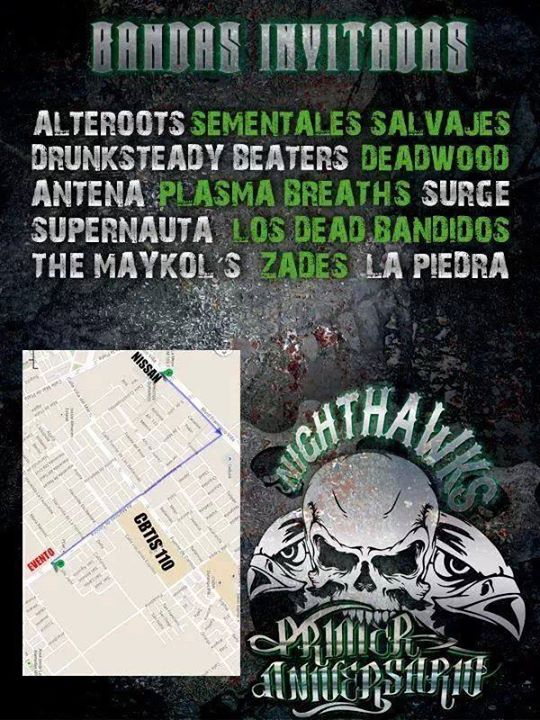 BANDAS INVITADAS
ALTEROOTS SEMENTALES SALVAJES
DRUNKSTEADY BEATERS DEADWOOD
ANTENA PLASMA BREATHS SURGE
SUPERNAUTA LOS DEAD BANDIDOS
THE MAYKOL´S ZADES LA PIEDRA
NISSAN
CBTIS 110
EVENTO
NIGHTHAWKS
PRIMER
ANIVERSARIO